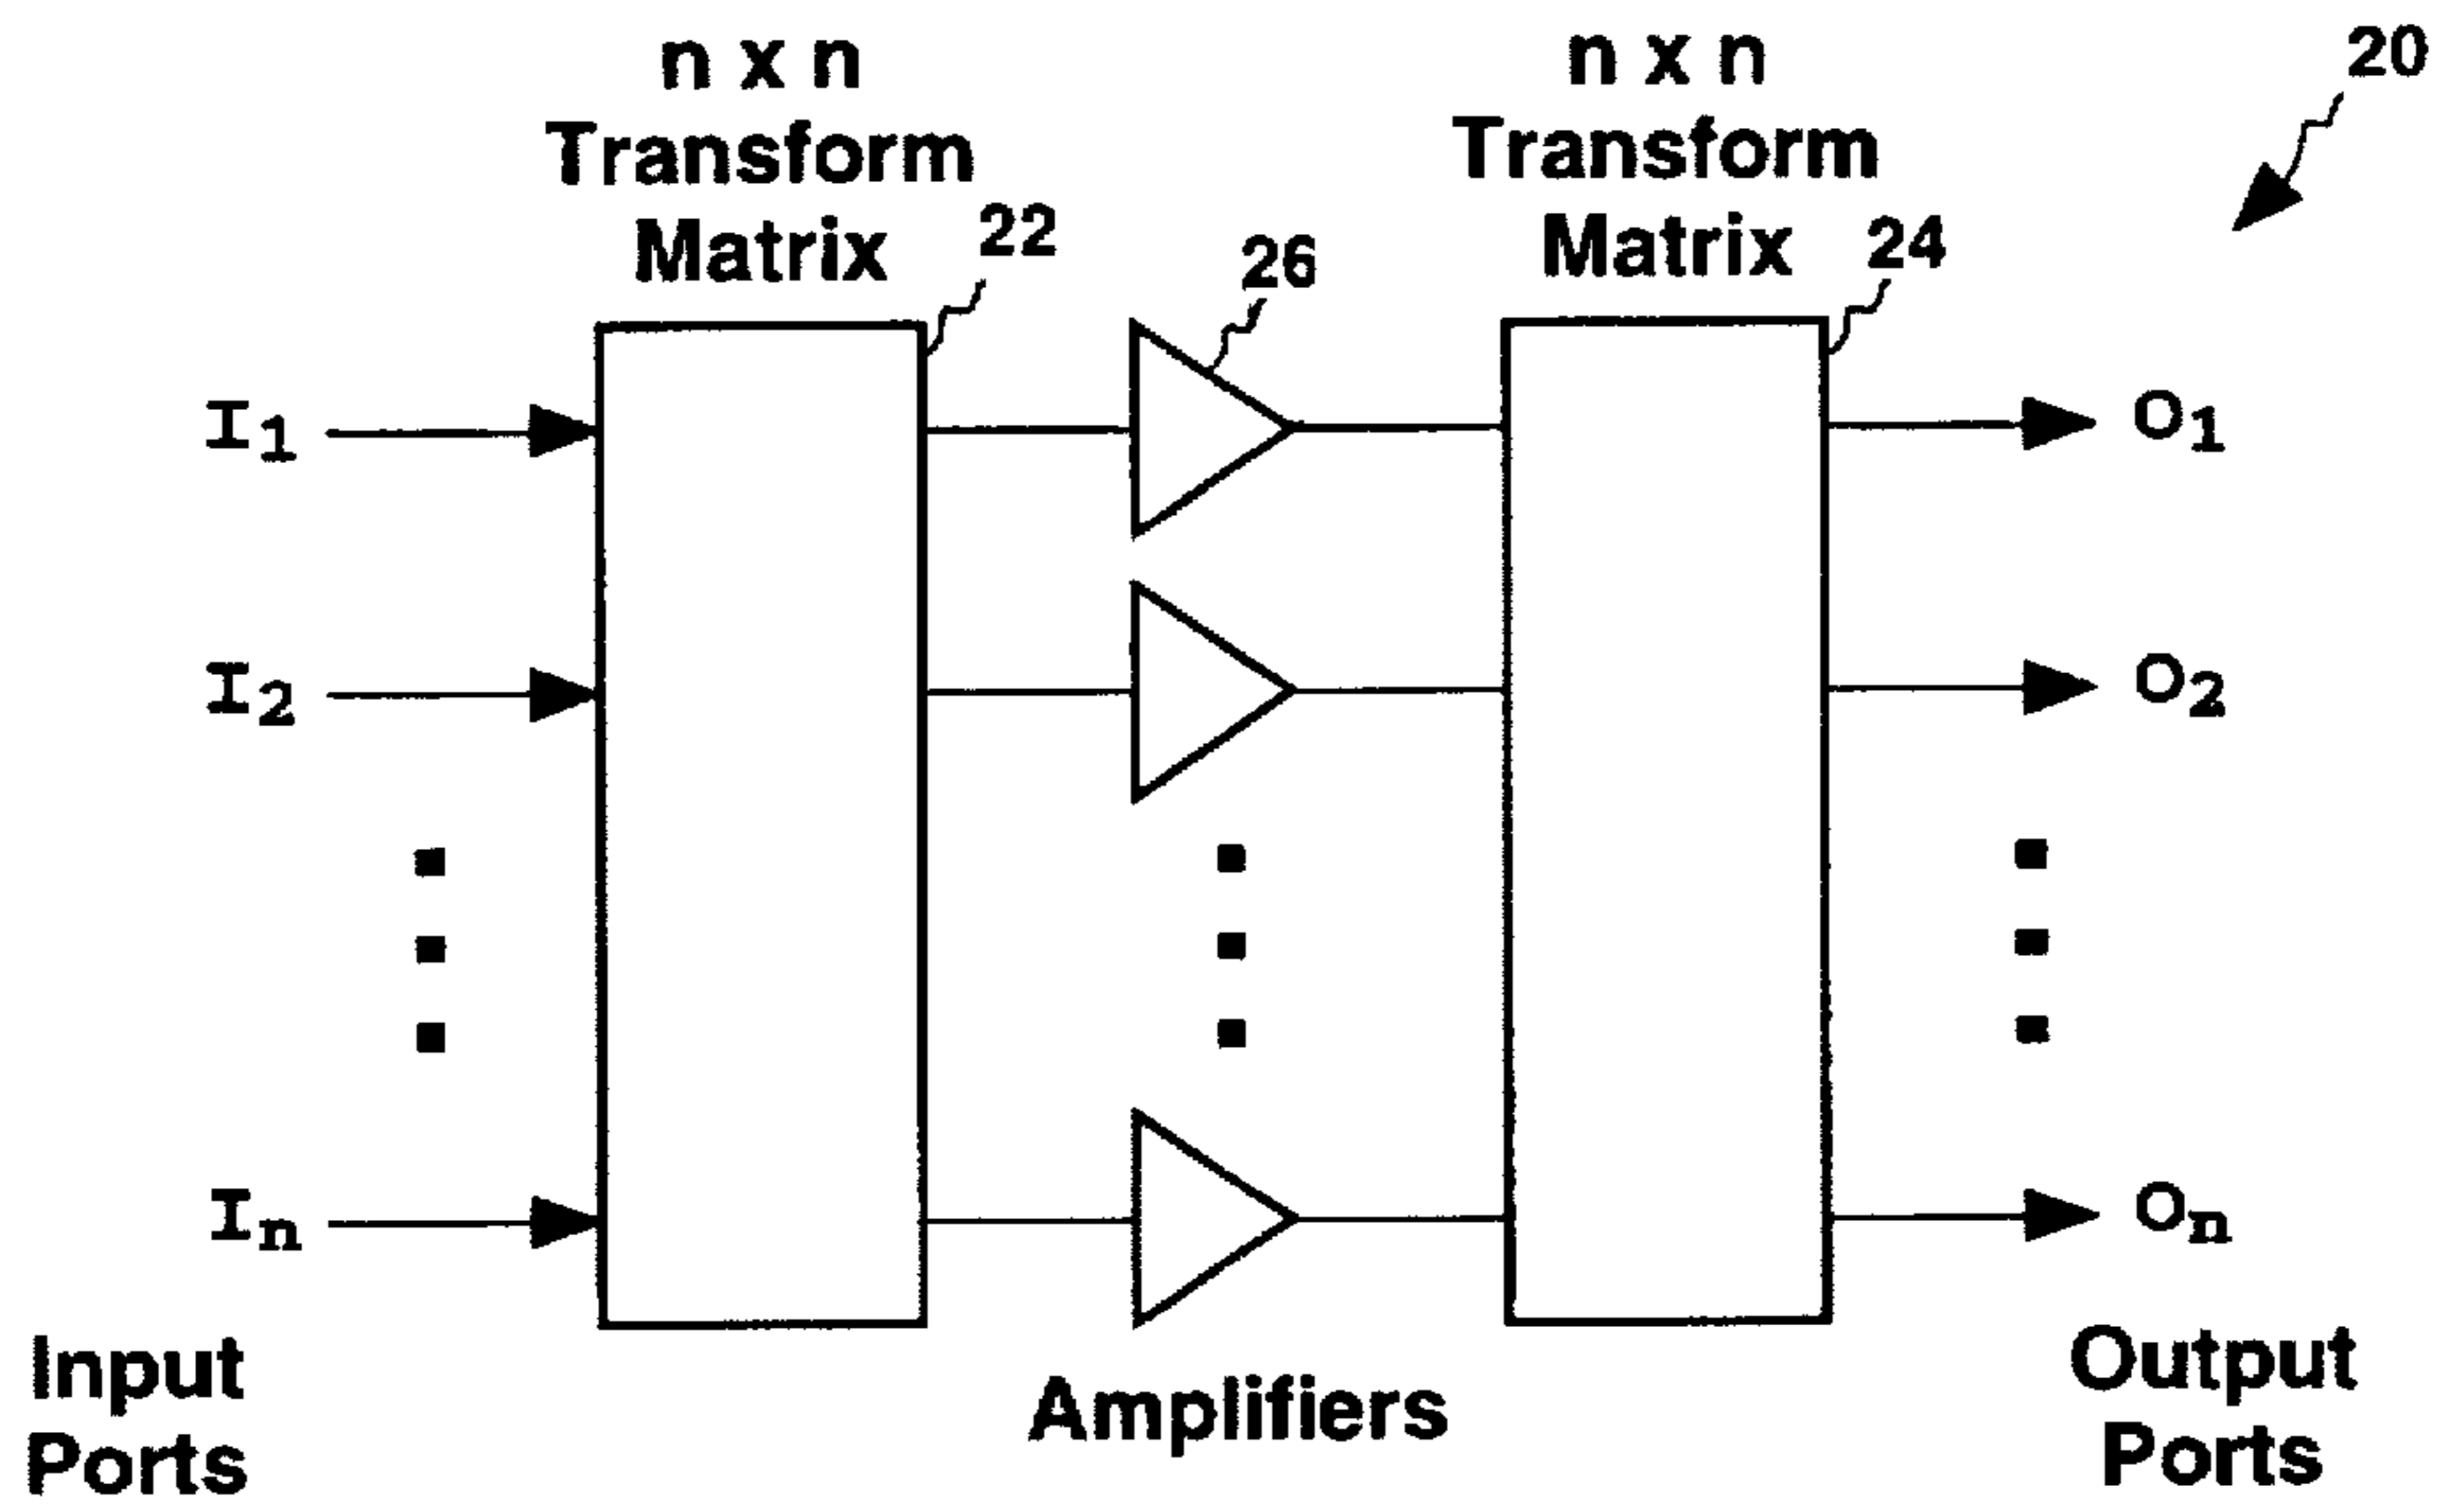 n x n
Transform
Matrix
22
26
n x n
Transform
Matrix
24
20
I1
I2
In
O1
O2
On
Input
Ports
Amplifiers
Output
Ports